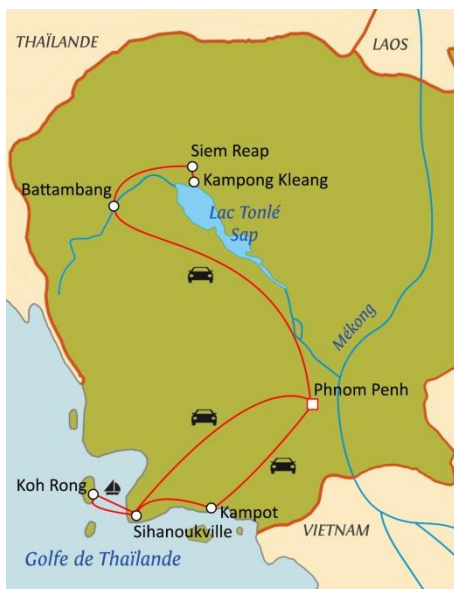 THAÏLANDE
LAOS
Siem Reap
Kampong Kleang
Battambang
Lac Tonlé
Sap
Mékong
Phnom Penh
Koh Rong
Kampot
Sihanoukville
VIETNAM
Golfe de Thaïlande